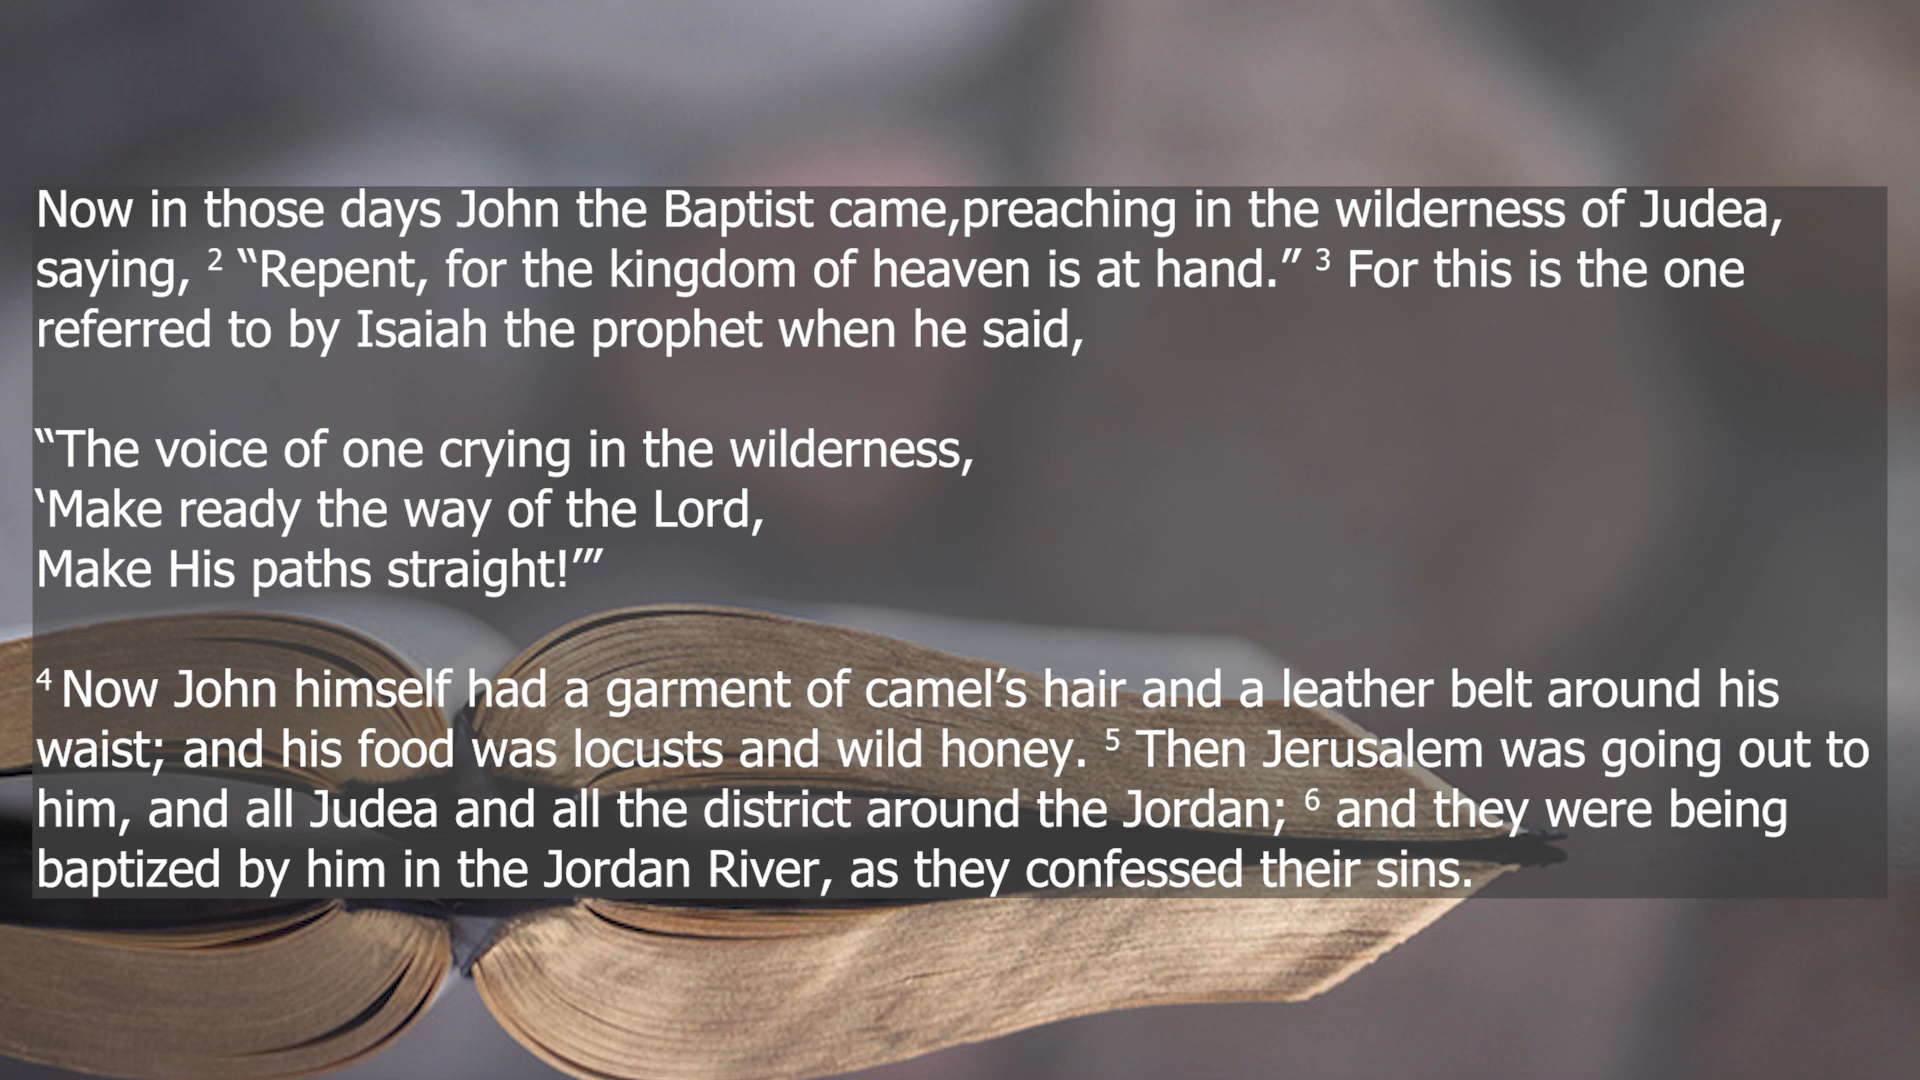 Now in those days John the Baptist came,preaching in the wilderness of Judea,
saying, ² “Repent, for the kingdom of heaven is at hand.” ³ For this is the one
referred to by Isaiah the prophet when he said,
“The voice of one crying in the wilderness,
‘Make ready the way of the Lord,
Make His paths straight!’”
⁴ Now John himself had a garment of camel’s hair and a leather belt around his
waist; and his food was locusts and wild honey. ⁵ Then Jerusalem was going out to
him, and all Judea and all the district around the Jordan; ⁶ and they were being
baptized by him in the Jordan River, as they confessed their sins.